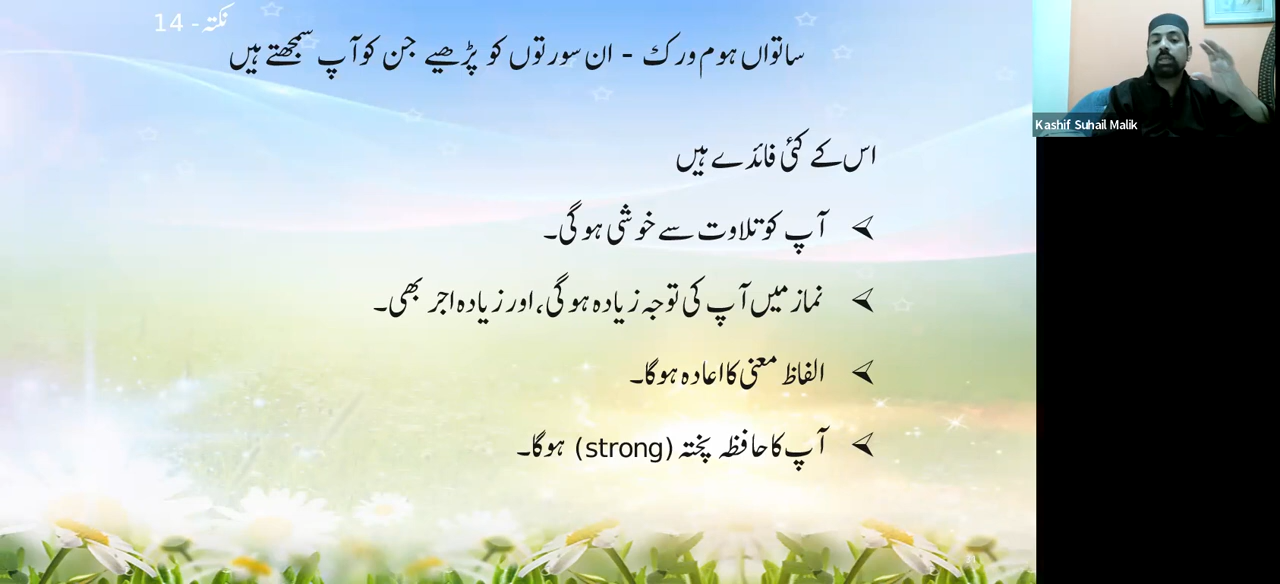 نکتہ - 14
ساتواں ہوم ورک - ان سورتوں کو پڑھیے جن کو آپ سمجھتے ہیں
اس کے کئی فائدے ہیں
آپ کو تلاوت سے خوشی ہوگی۔
نماز میں آپ کی توجہ زیادہ ہوگی، اور زیادہ اجر بھی۔
الفاظ معنی کا اعادہ ہوگا۔
آپ کا حافظہ پختہ (strong) ہوگا۔
Kashif Suhail Malik